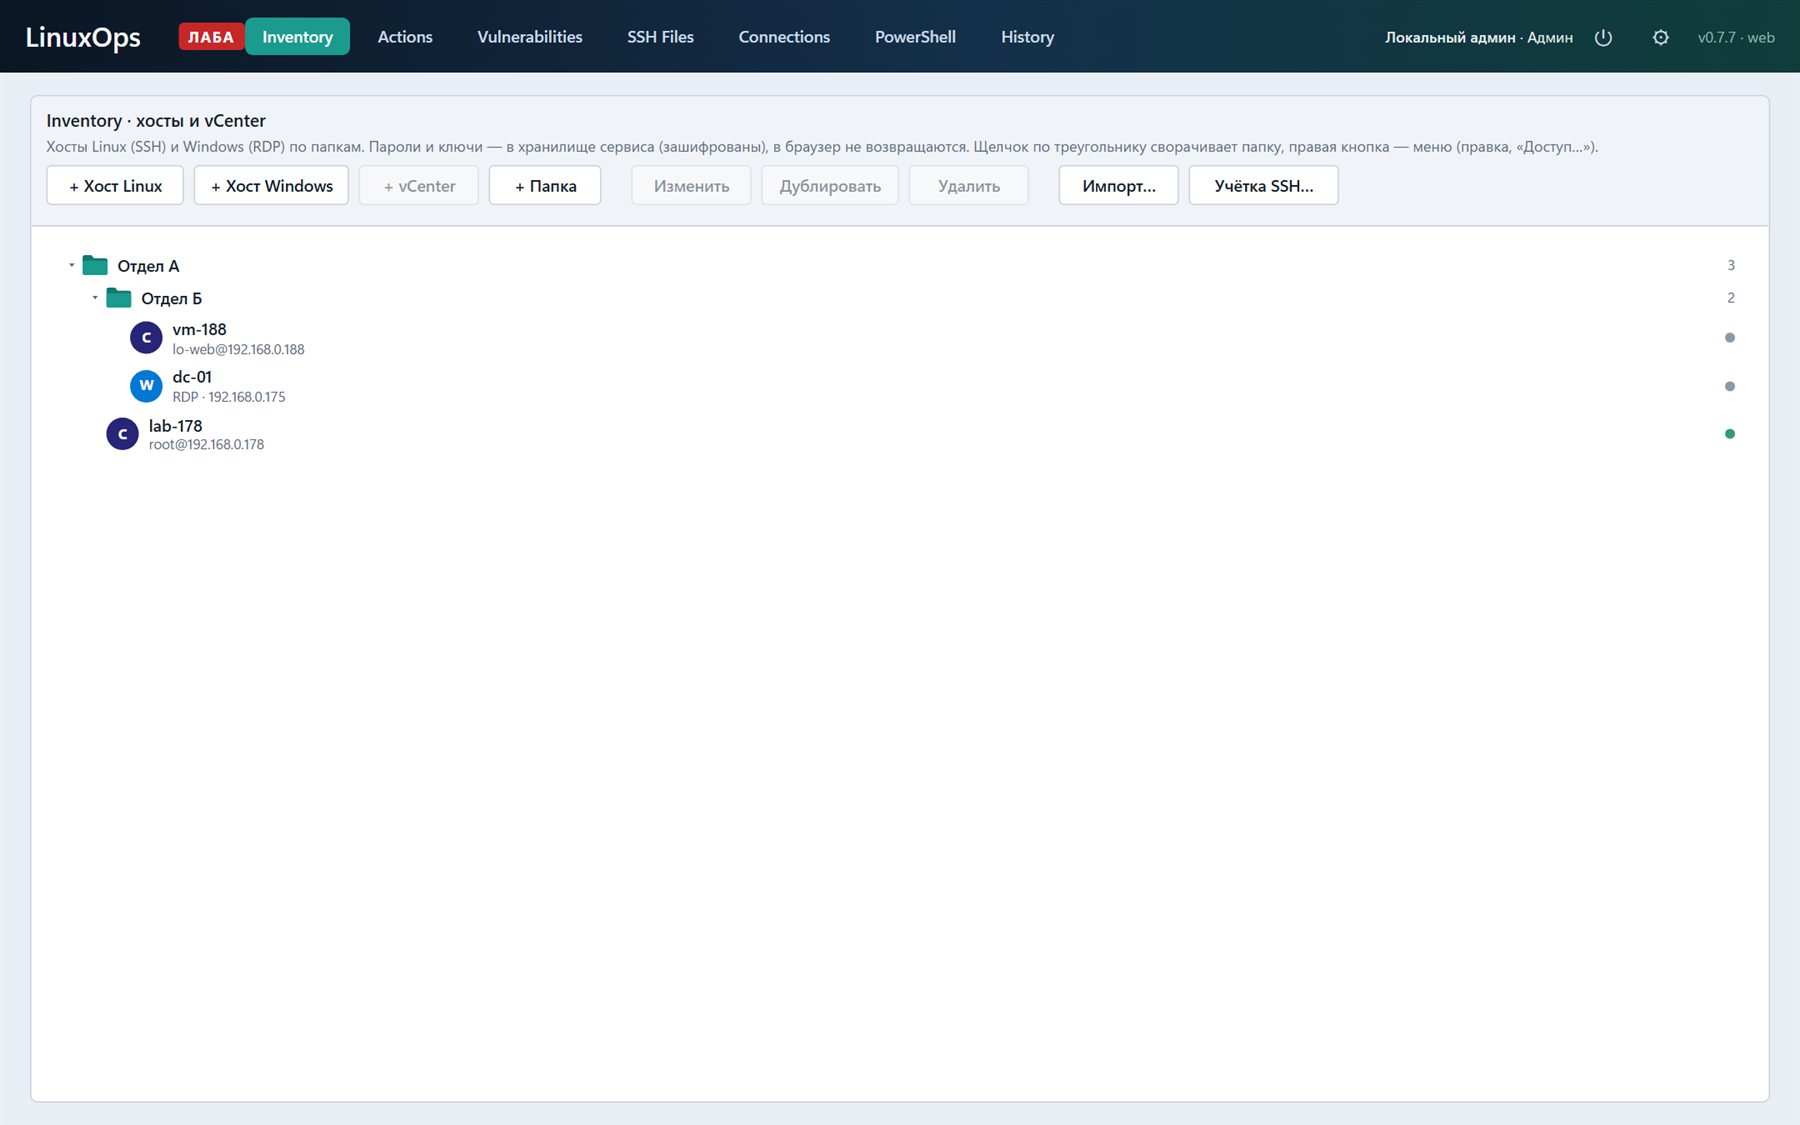 LinuxOps ЛАБА Inventory Actions Vulnerabilities SSH Files Connections PowerShell History Локальный админ · Админ v0.7.7 · web
Inventory · хосты и vCenter
Хосты Linux (SSH) и Windows (RDP) по папкам. Пароли и ключи — в хранилище сервиса (зашифрованы), в браузер не возвращаются. Щелчок по треугольнику сворачивает папку, правая кнопка — меню (правка, «Доступ...»).
+ Хост Linux + Хост Windows + vCenter + Папка Изменить Дублировать Удалить Импорт... Учётка SSH...
Отдел А 3
Отдел Б 2
C vm-188
lo-web@192.168.0.188
W dc-01
RDP · 192.168.0.175
C lab-178
root@192.168.0.178